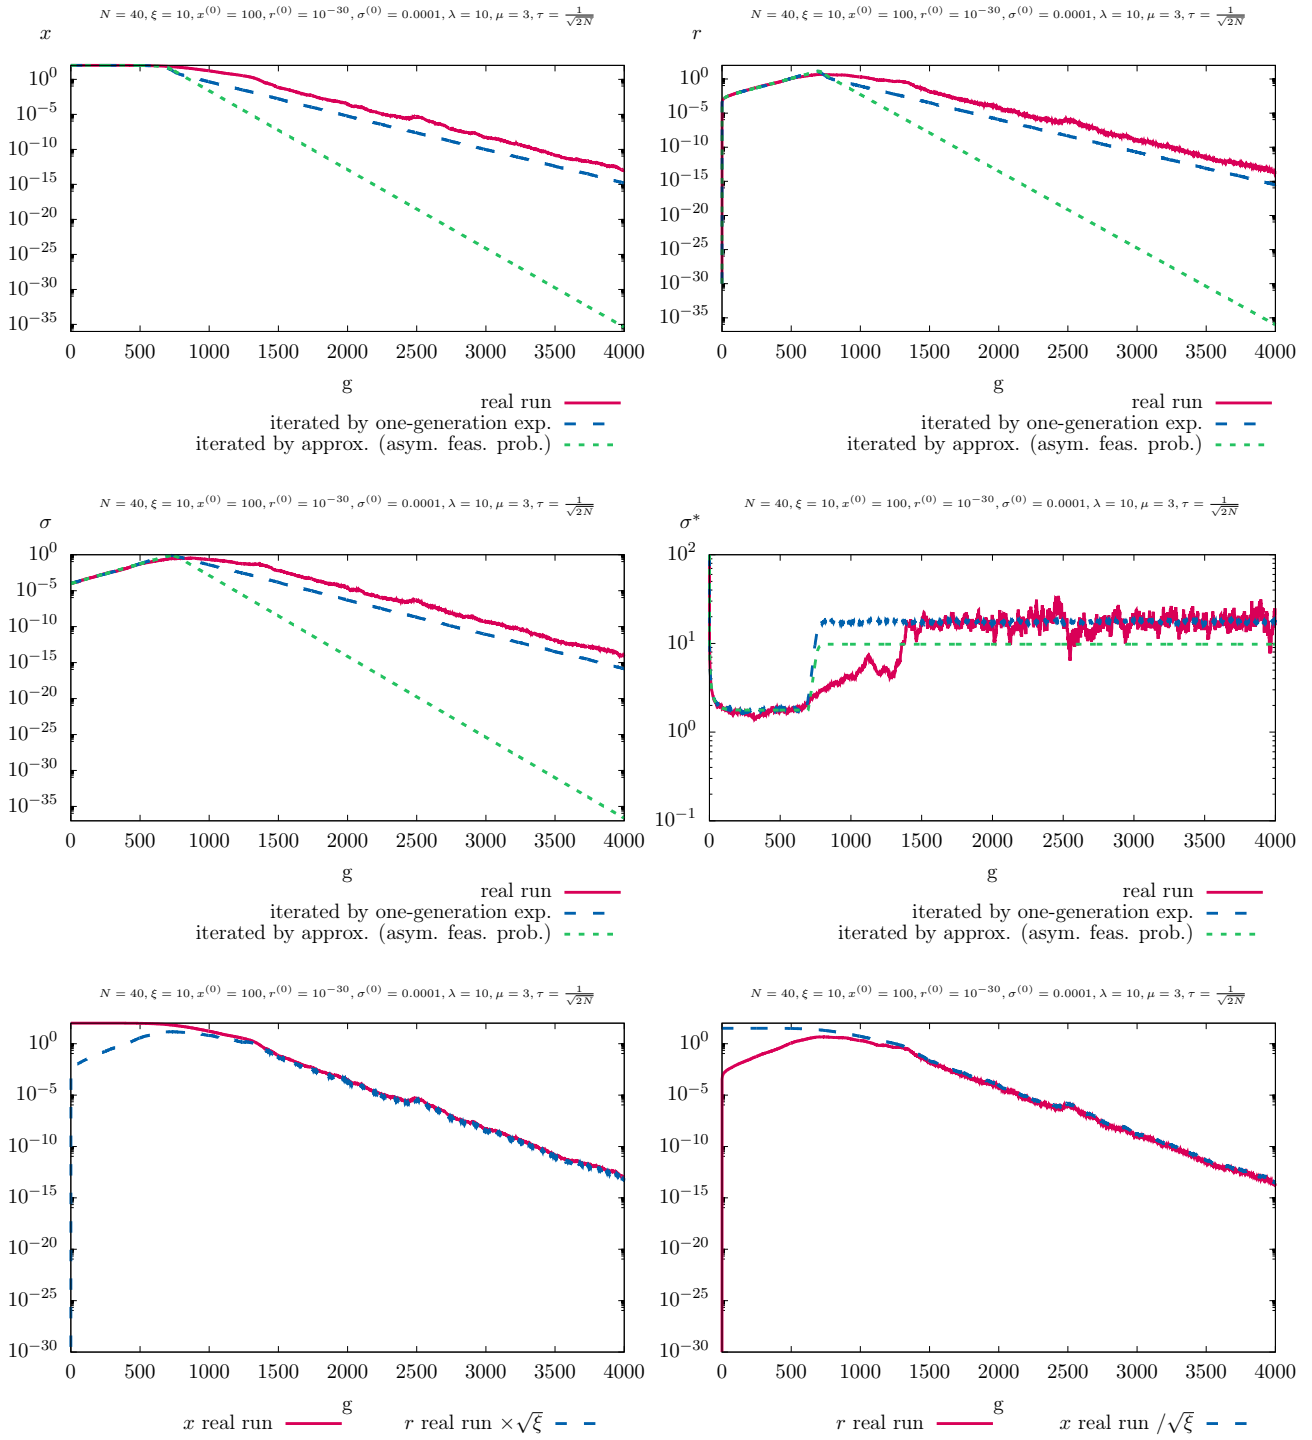 N = 40, ξ = 10, x^(0) = 100, r^(0) = 10^−30, σ^(0) = 0.0001, λ = 10, μ = 3, τ = 1/√2N
x
10^0
10^−5
10^−10
10^−15
10^−20
10^−25
10^−30
10^−35
0 500 1000 1500 2000 2500 3000 3500 4000
g
real run
iterated by one-generation exp.
iterated by approx. (asym. feas. prob.)
N = 40, ξ = 10, x^(0) = 100, r^(0) = 10^−30, σ^(0) = 0.0001, λ = 10, μ = 3, τ = 1/√2N
r
10^0
10^−5
10^−10
10^−15
10^−20
10^−25
10^−30
10^−35
0 500 1000 1500 2000 2500 3000 3500 4000
g
real run
iterated by one-generation exp.
iterated by approx. (asym. feas. prob.)
N = 40, ξ = 10, x^(0) = 100, r^(0) = 10^−30, σ^(0) = 0.0001, λ = 10, μ = 3, τ = 1/√2N
σ
10^0
10^−5
10^−10
10^−15
10^−20
10^−25
10^−30
10^−35
0 500 1000 1500 2000 2500 3000 3500 4000
g
real run
iterated by one-generation exp.
iterated by approx. (asym. feas. prob.)
N = 40, ξ = 10, x^(0) = 100, r^(0) = 10^−30, σ^(0) = 0.0001, λ = 10, μ = 3, τ = 1/√2N
σ*
10^2
10^1
10^0
10^−1
0 500 1000 1500 2000 2500 3000 3500 4000
g
real run
iterated by one-generation exp.
iterated by approx. (asym. feas. prob.)
N = 40, ξ = 10, x^(0) = 100, r^(0) = 10^−30, σ^(0) = 0.0001, λ = 10, μ = 3, τ = 1/√2N
10^0
10^−5
10^−10
10^−15
10^−20
10^−25
10^−30
0 500 1000 1500 2000 2500 3000 3500 4000
g
x real run r real run ×√ξ
N = 40, ξ = 10, x^(0) = 100, r^(0) = 10^−30, σ^(0) = 0.0001, λ = 10, μ = 3, τ = 1/√2N
10^0
10^−5
10^−10
10^−15
10^−20
10^−25
10^−30
0 500 1000 1500 2000 2500 3000 3500 4000
g
r real run x real run /√ξ